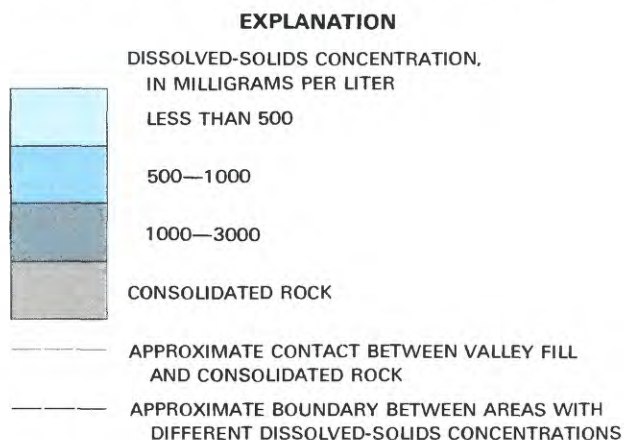 EXPLANATION
DISSOLVED-SOLIDS CONCENTRATION,
IN MILLIGRAMS PER LITER
LESS THAN 500
500—1000
1000—3000
CONSOLIDATED ROCK
APPROXIMATE CONTACT BETWEEN VALLEY FILL
AND CONSOLIDATED ROCK
APPROXIMATE BOUNDARY BETWEEN AREAS WITH
DIFFERENT DISSOLVED-SOLIDS CONCENTRATIONS